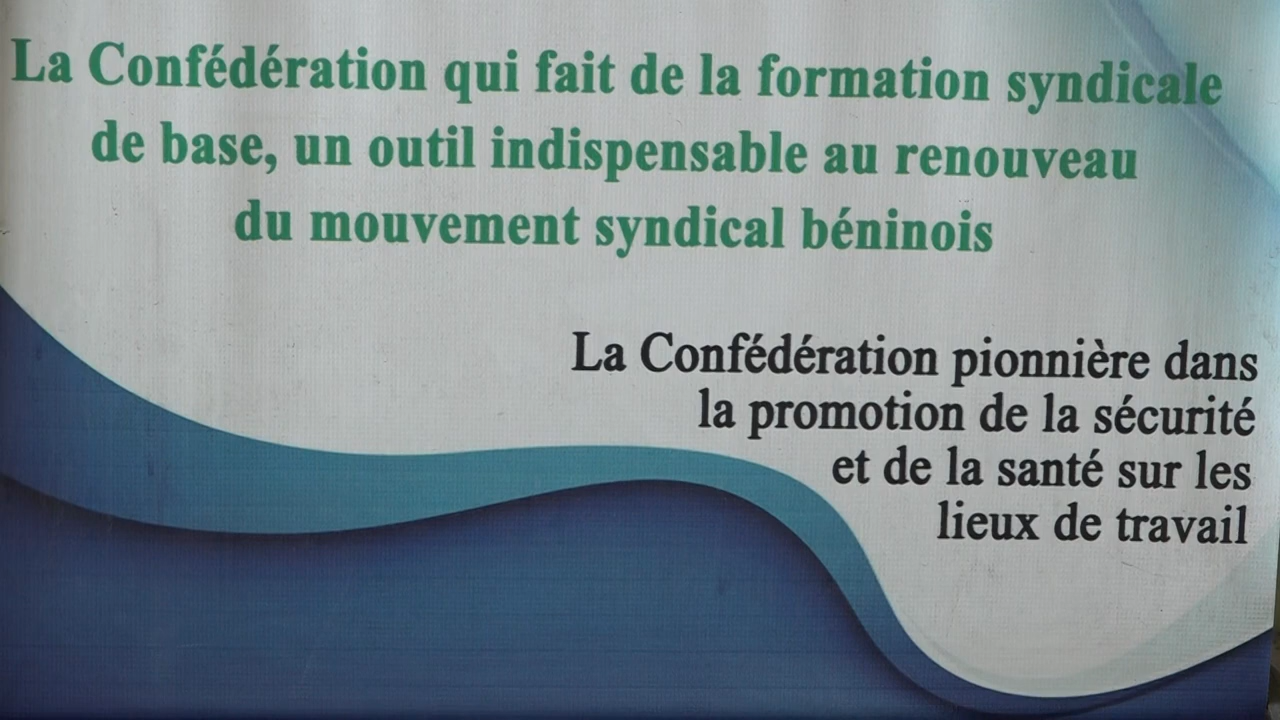 La Confédération qui fait de la formation syndicale
de base, un outil indispensable au renouveau
du mouvement syndical béninois
La Confédération pionnière dans
la promotion de la sécurité
et de la santé sur les
lieux de travail